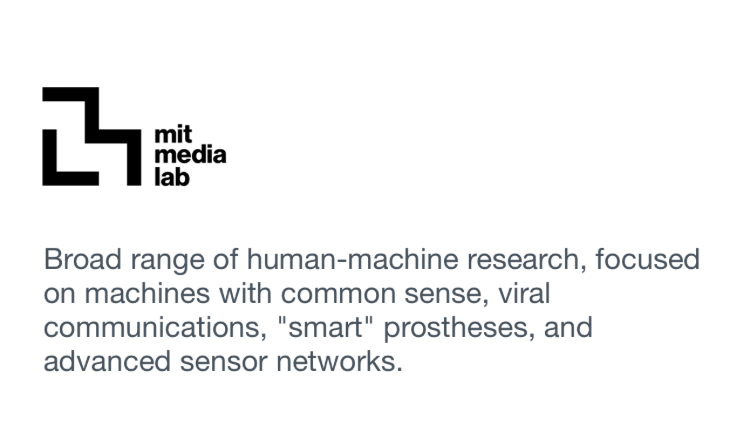 mit
media
lab
Broad range of human-machine research, focused
on machines with common sense, viral
communications, "smart" prostheses, and
advanced sensor networks.